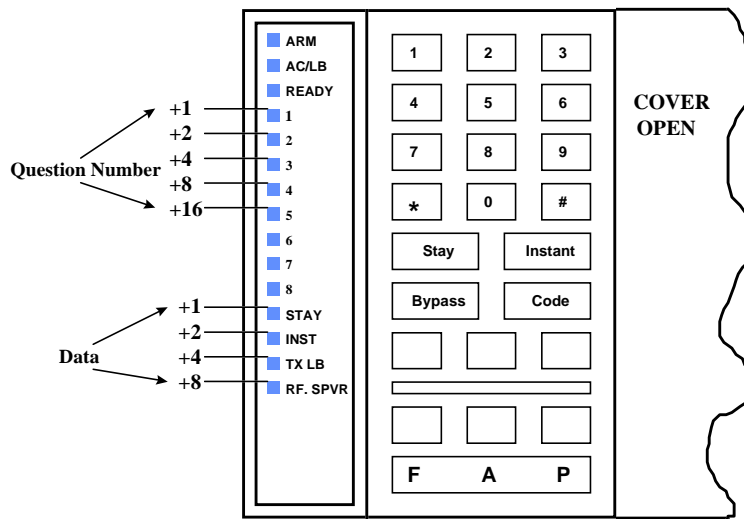 ARM
AC/LB
READY
+1 1
+2 2
+4 3
Question Number
+8 4
+16 5
6
7
8
+1 STAY
+2 INST
Data
+4 TX LB
+8 RF. SPVR
1 2 3
4 5 6
7 8 9
* 0 #
Stay Instant
Bypass Code
F A P
COVER
OPEN